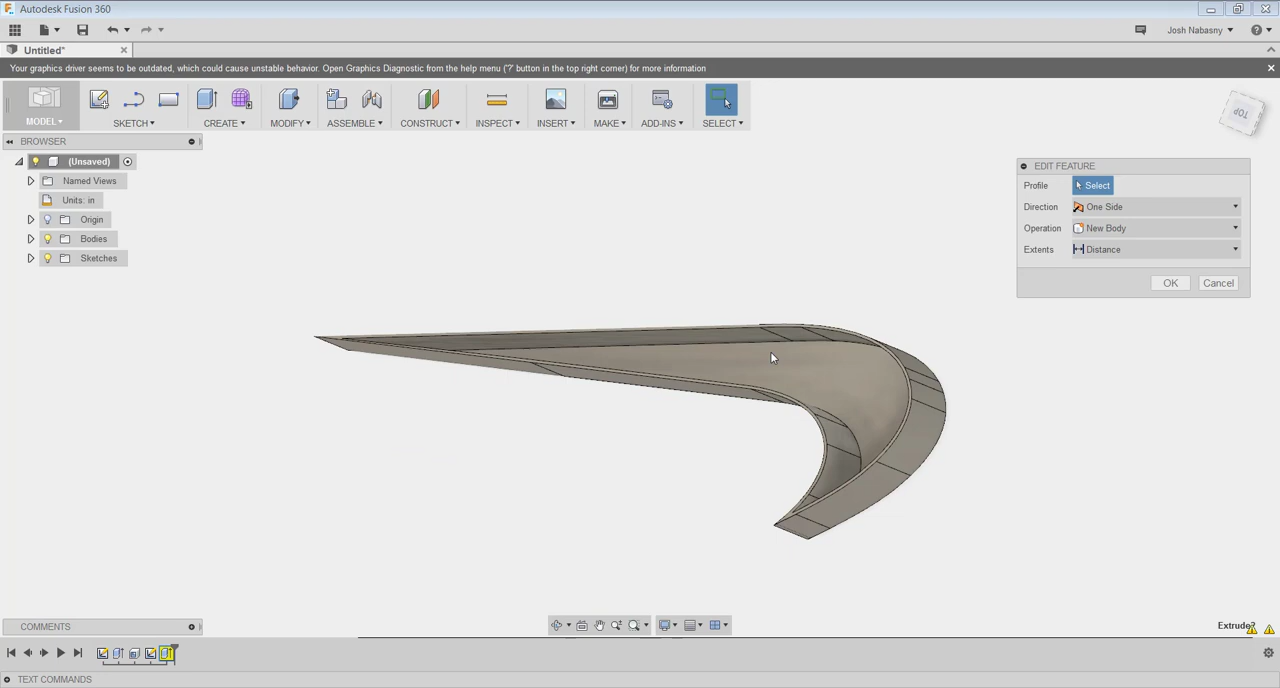 Autodesk Fusion 360
Josh Nabasny
Untitled*
Your graphics driver seems to be outdated, which could cause unstable behavior. Open Graphics Diagnostic from the help menu ('?' button in the top right corner) for more information
MODEL
SKETCH
CREATE
MODIFY
ASSEMBLE
CONSTRUCT
INSPECT
INSERT
MAKE
ADD-INS
SELECT
TOP
BROWSER
(Unsaved)
Named Views
Units: in
Origin
Bodies
Sketches
EDIT FEATURE
Profile Select
Direction One Side
Operation New Body
Extents Distance
OK Cancel
COMMENTS
Extrude2
TEXT COMMANDS